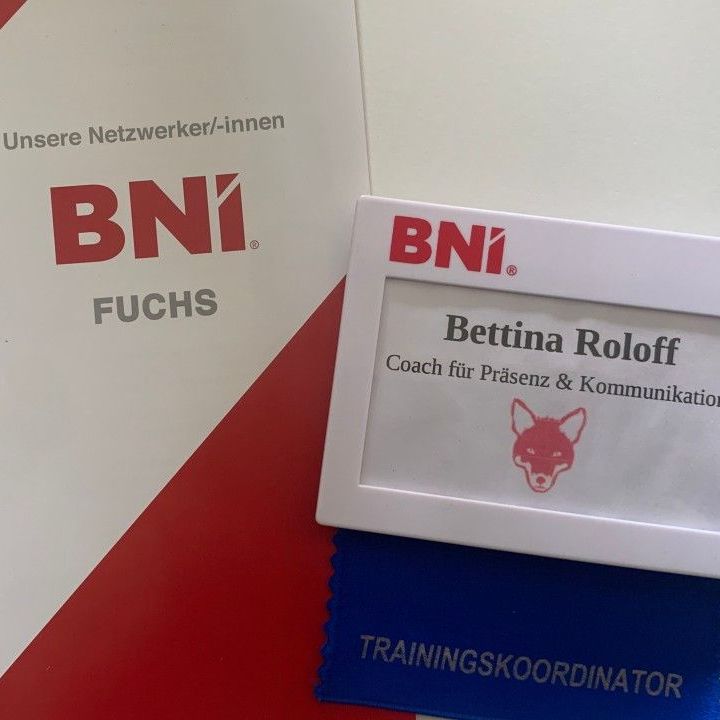 Unsere Netzwerker/-innen
BNI®
FUCHS
BNI®
Bettina Roloff
Coach für Präsenz & Kommunikation
TRAININGSKOORDINATOR